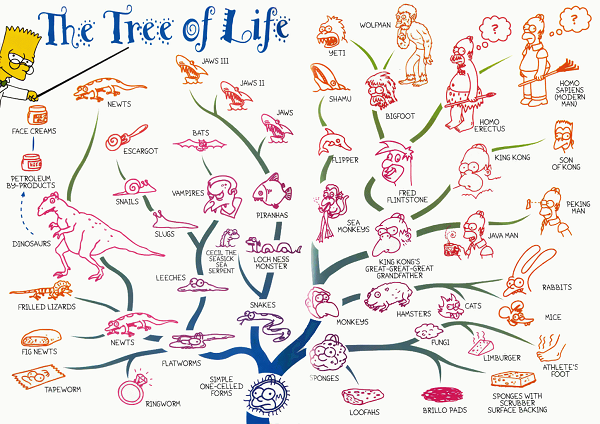 The Tree of Life
JAWS III
JAWS II
JAWS
WOLFMAN
YETI
?
?
NEWTS
FACE CREAMS
ESCARGOT
BATS
SHAMU
BIGFOOT
HOMO
ERECTUS
HOMO
SAPIENS
(MODERN
MAN)
PETROLEUM
BY-PRODUCTS
SNAILS
VAMPIRES
PIRANHAS
FLIPPER
FRED
FLINTSTONE
KING KONG
SON OF
KONG
DINOSAURS
SLUGS
CECIL THE
SEASICK
SEA
SERPENT
LOCH NESS
MONSTER
SEA
MONKEYS
KING KONG'S
GREAT-GREAT-GREAT
GRANDFATHER
JAVA MAN
PEKING
MAN
FRILLED LIZARDS
LEECHES
SNAKES
MONKEYS
HAMSTERS
CATS
RABBITS
MICE
FIG NEWTS
NEWTS
FLATWORMS
FUNGI
LIMBURGER
ATHLETE'S
FOOT
TAPEWORM
RINGWORM
SIMPLE
ONE-CELLED
FORMS
SPONGES
LOOFAHS
BRILLO PADS
SPONGES WITH
SCRUBBER
SURFACE BACKING